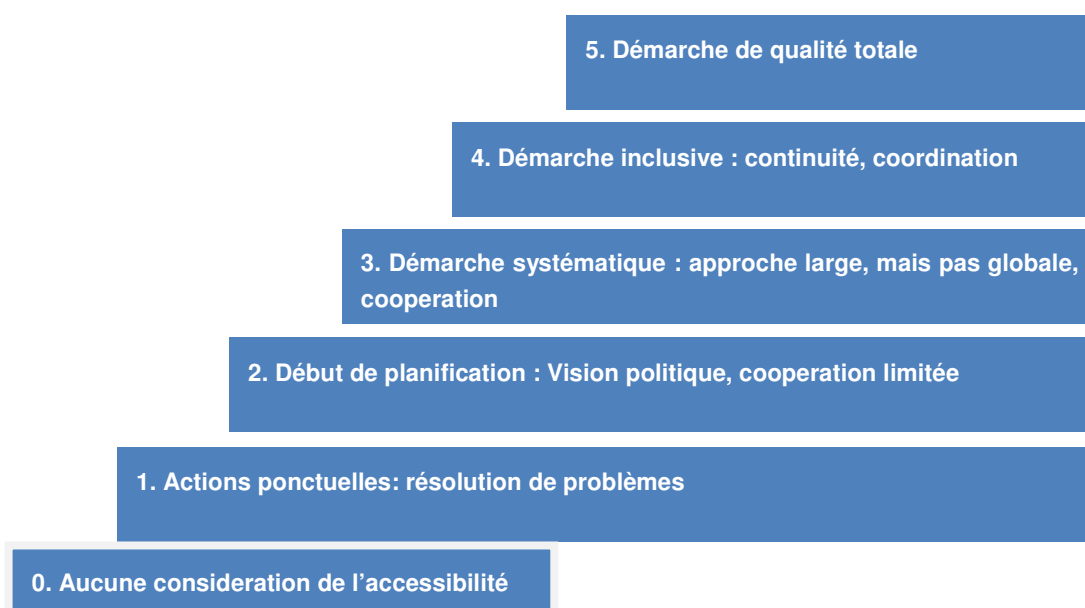 5. Démarche de qualité totale
4. Démarche inclusive : continuité, coordination
3. Démarche systématique : approche large, mais pas globale,
cooperation
2. Début de planification : Vision politique, cooperation limitée
1. Actions ponctuelles: résolution de problèmes
0. Aucune consideration de l’accessibilité